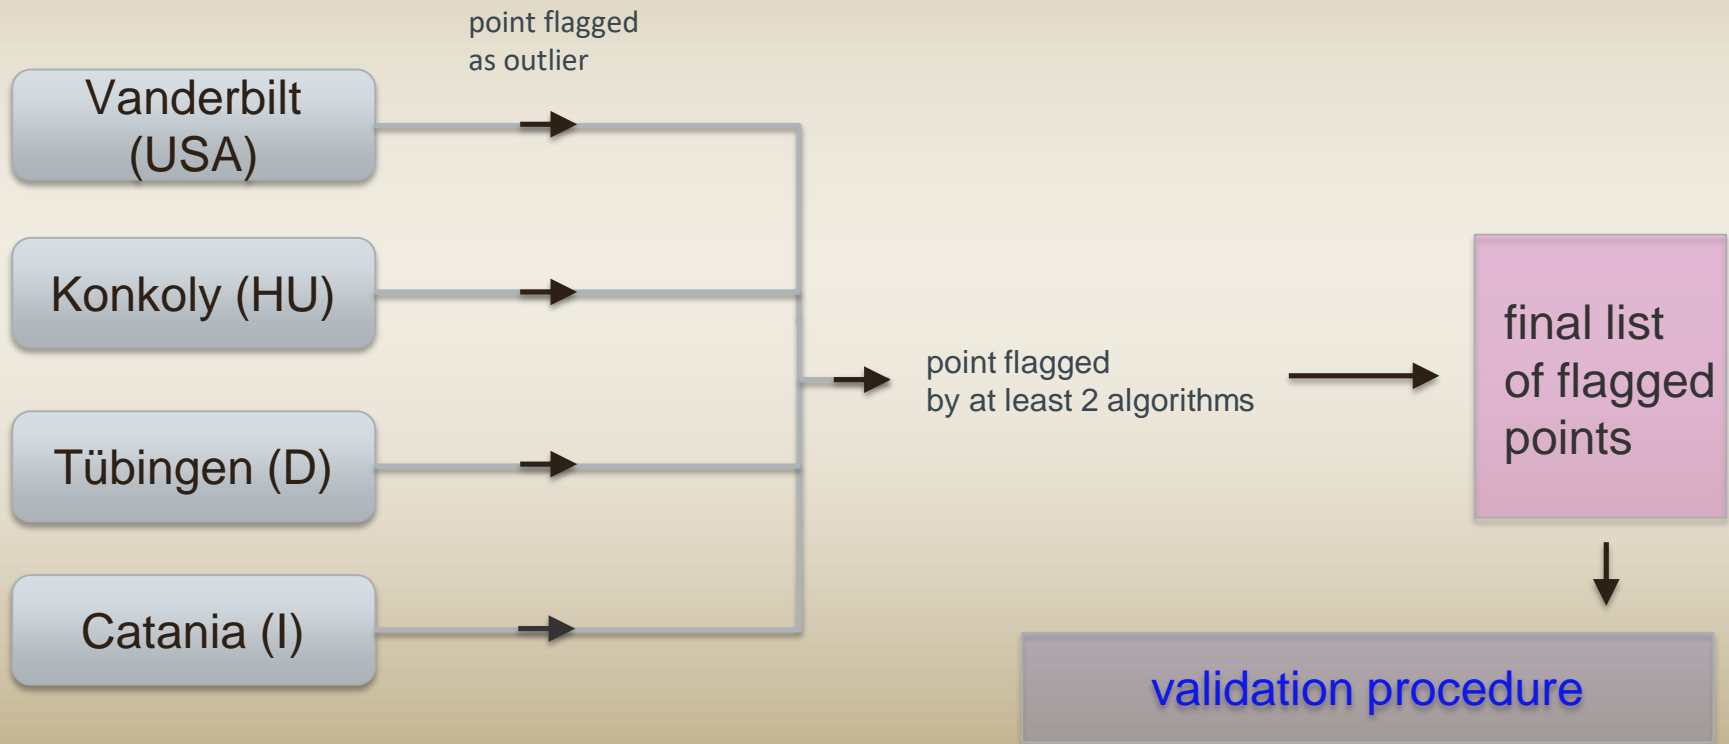 point flagged
as outlier
Vanderbilt
(USA)
Konkoly (HU)
Tübingen (D)
Catania (I)
point flagged
by at least 2 algorithms
final list
of flagged
points
validation procedure